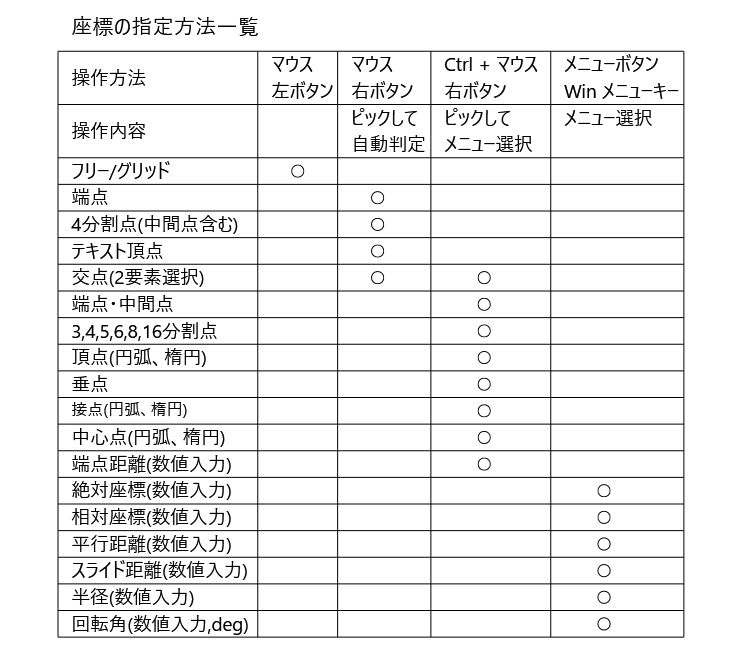 座標の指定方法一覧
操作方法 マウス 左ボタン マウス 右ボタン Ctrl + マウス 右ボタン メニューボタン Win メニューキー
操作内容 ピックして 自動判定 ピックして メニュー選択 メニュー選択
フリー/グリッド ○
端点 ○
4分割点(中間点含む) ○
テキスト頂点 ○
交点(2要素選択) ○ ○
端点・中間点 ○
3,4,5,6,8,16分割点 ○
頂点(円弧、楕円) ○
垂点 ○
接点(円弧、楕円) ○
中心点(円弧、楕円) ○
端点距離(数値入力) ○
絶対座標(数値入力) ○
相対座標(数値入力) ○
平行距離(数値入力) ○
スライド距離(数値入力) ○
半径(数値入力) ○
回転角(数値入力,deg) ○